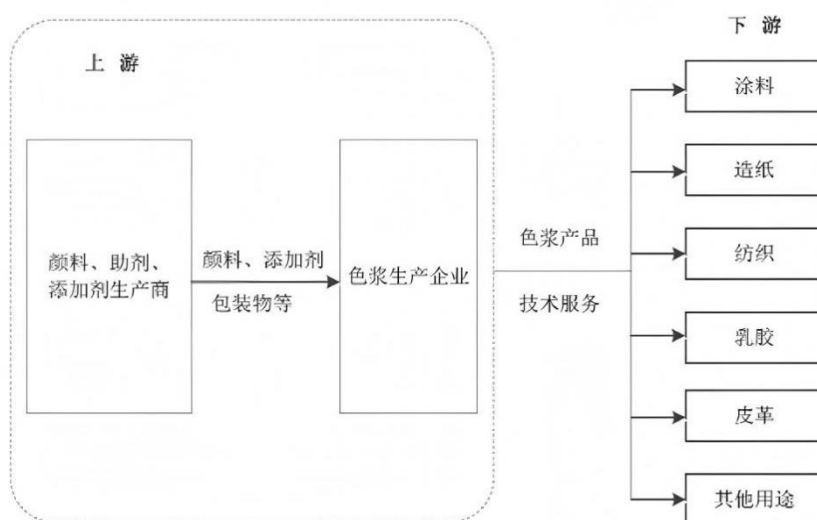 上 游
下 游
颜料、助剂、
添加剂生产商
颜料、添加剂
包装物等
色浆生产企业
色浆产品
技术服务
涂料
造纸
纺织
乳胶
皮革
其他用途